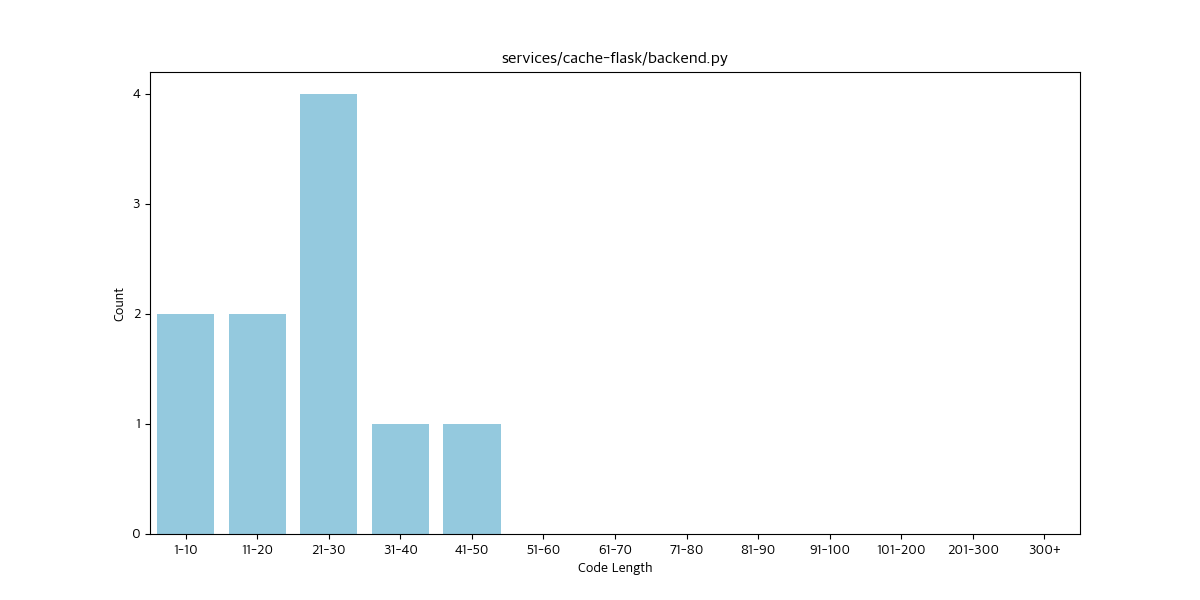 services/cache-flask/backend.py
4
3
2
1
0
Count
1-10 11-20 21-30 31-40 41-50 51-60 61-70 71-80 81-90 91-100 101-200 201-300 300+
Code Length